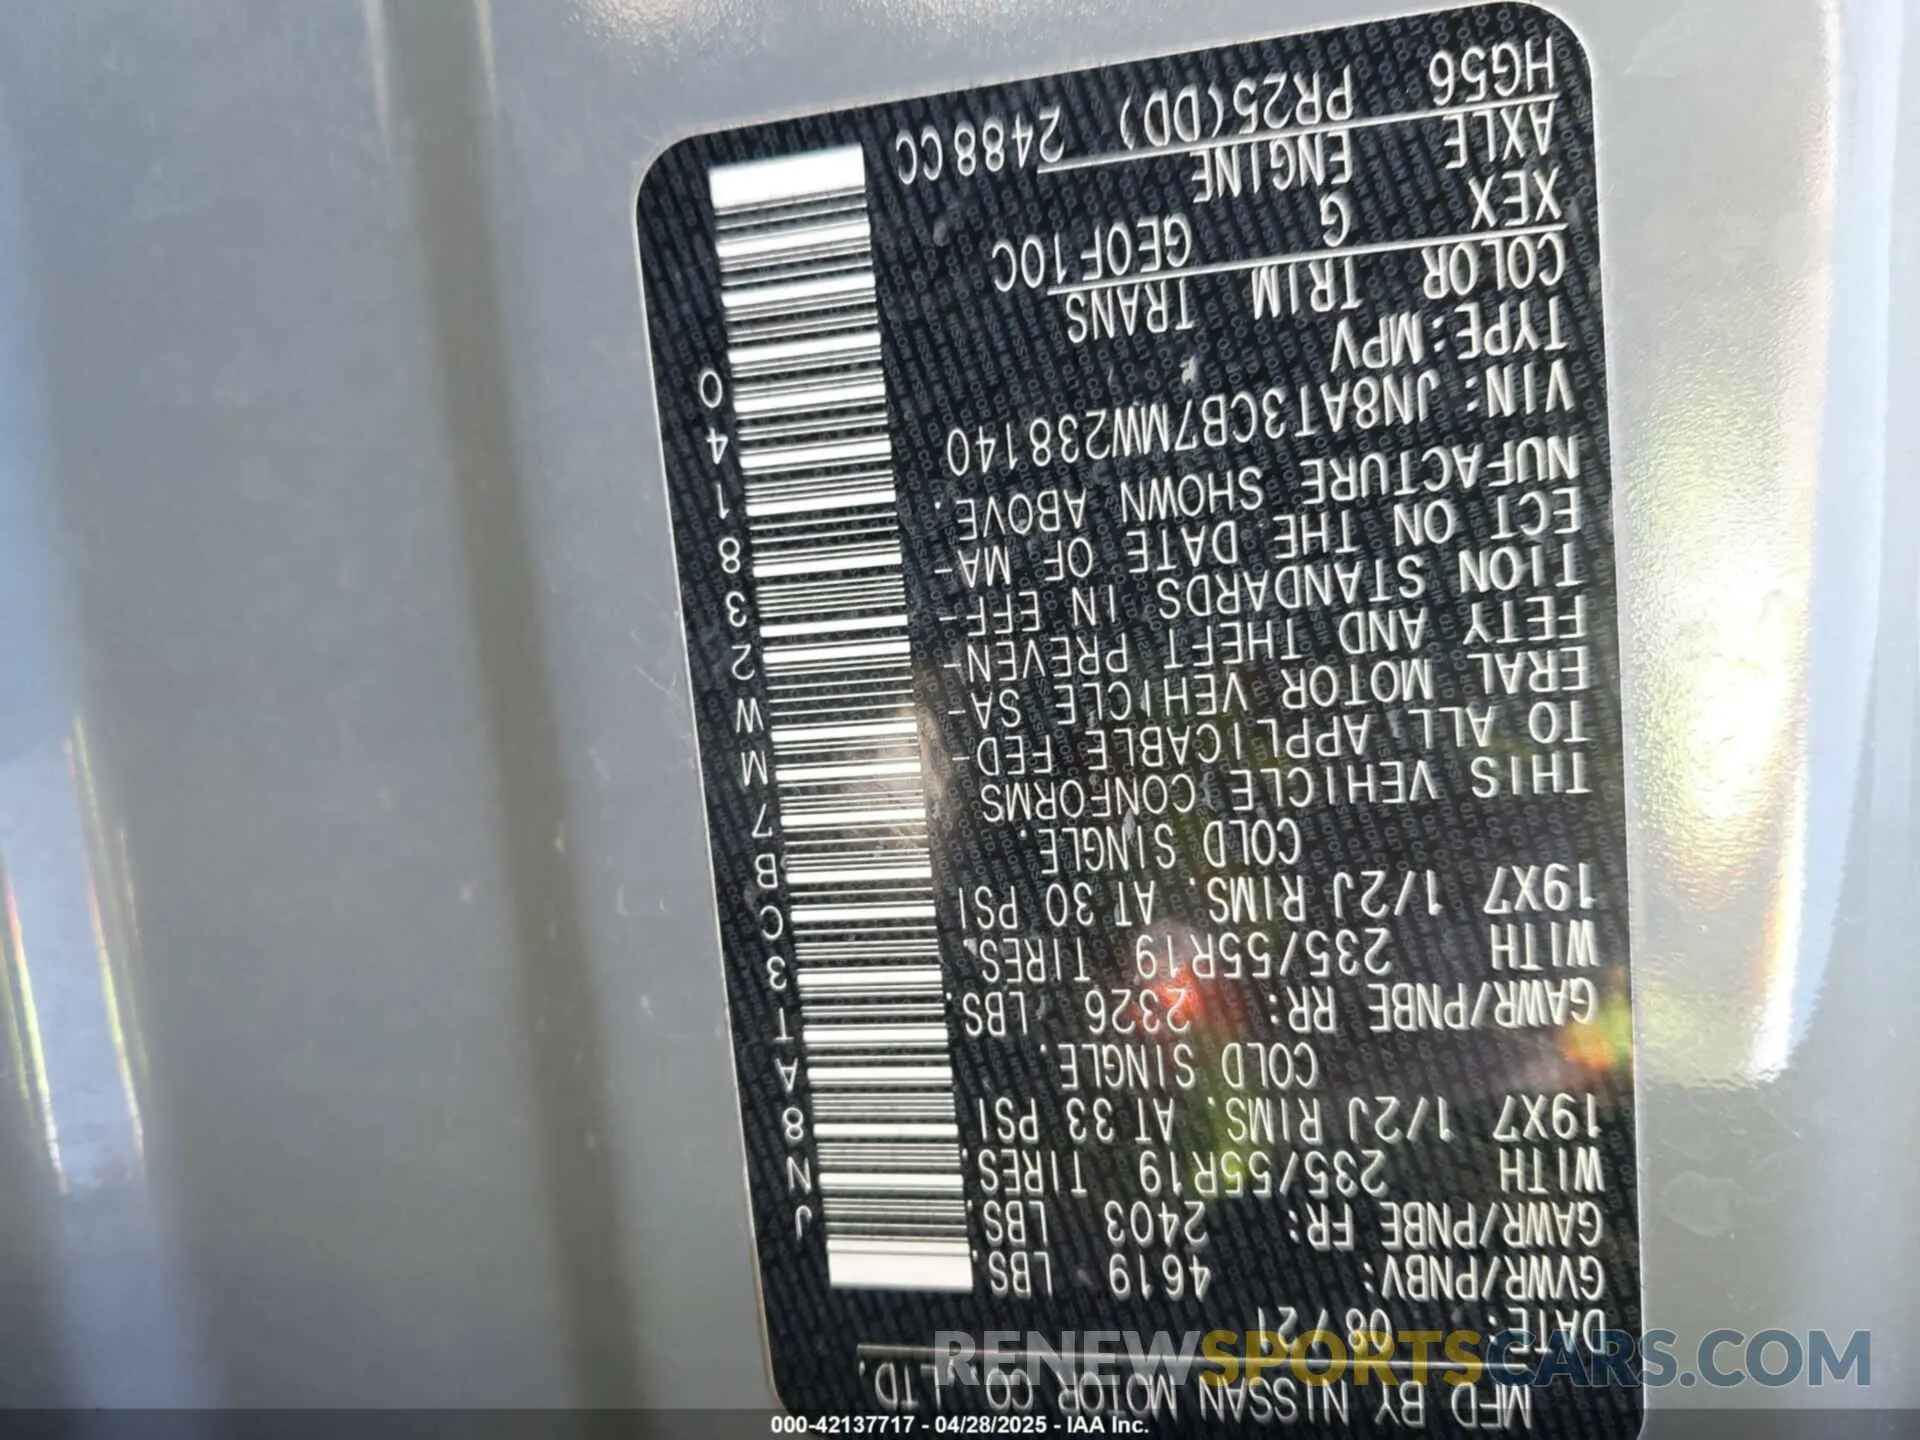 MFD BY NISSAN MOTOR CO., LTD.
DATE: 08/21
GVWR/PNBV: 4619 LBS.
GAWR/PNBE FR: 2403 LBS.
WITH 235/55R19 TIRES.
19X7 1/2J RIMS. AT 33 PSI
COLD SINGLE.
GAWR/PNBE RR: 2326 LBS.
WITH 235/55R19 TIRES.
19X7 1/2J RIMS. AT 30 PSI
COLD SINGLE.
THIS VEHICLE CONFORMS
TO ALL APPLICABLE FED-
ERAL MOTOR VEHICLE SA-
FETY AND THEFT PREVEN-
TION STANDARDS IN EFF-
ECT ON THE DATE OF MA-
NUFACTURE SHOWN ABOVE.
VIN: JN8AT3CB7MW238140
TYPE:MPV
COLOR TRIM TRANS
XEX G GEOF10C
AXLE ENGINE
HG56 PR25(DD) 2488CC
JN8AT3CB7MW238140
RENEWSPORTSCARS.COM
000-42137717 - 04/28/2025 - IAA Inc.